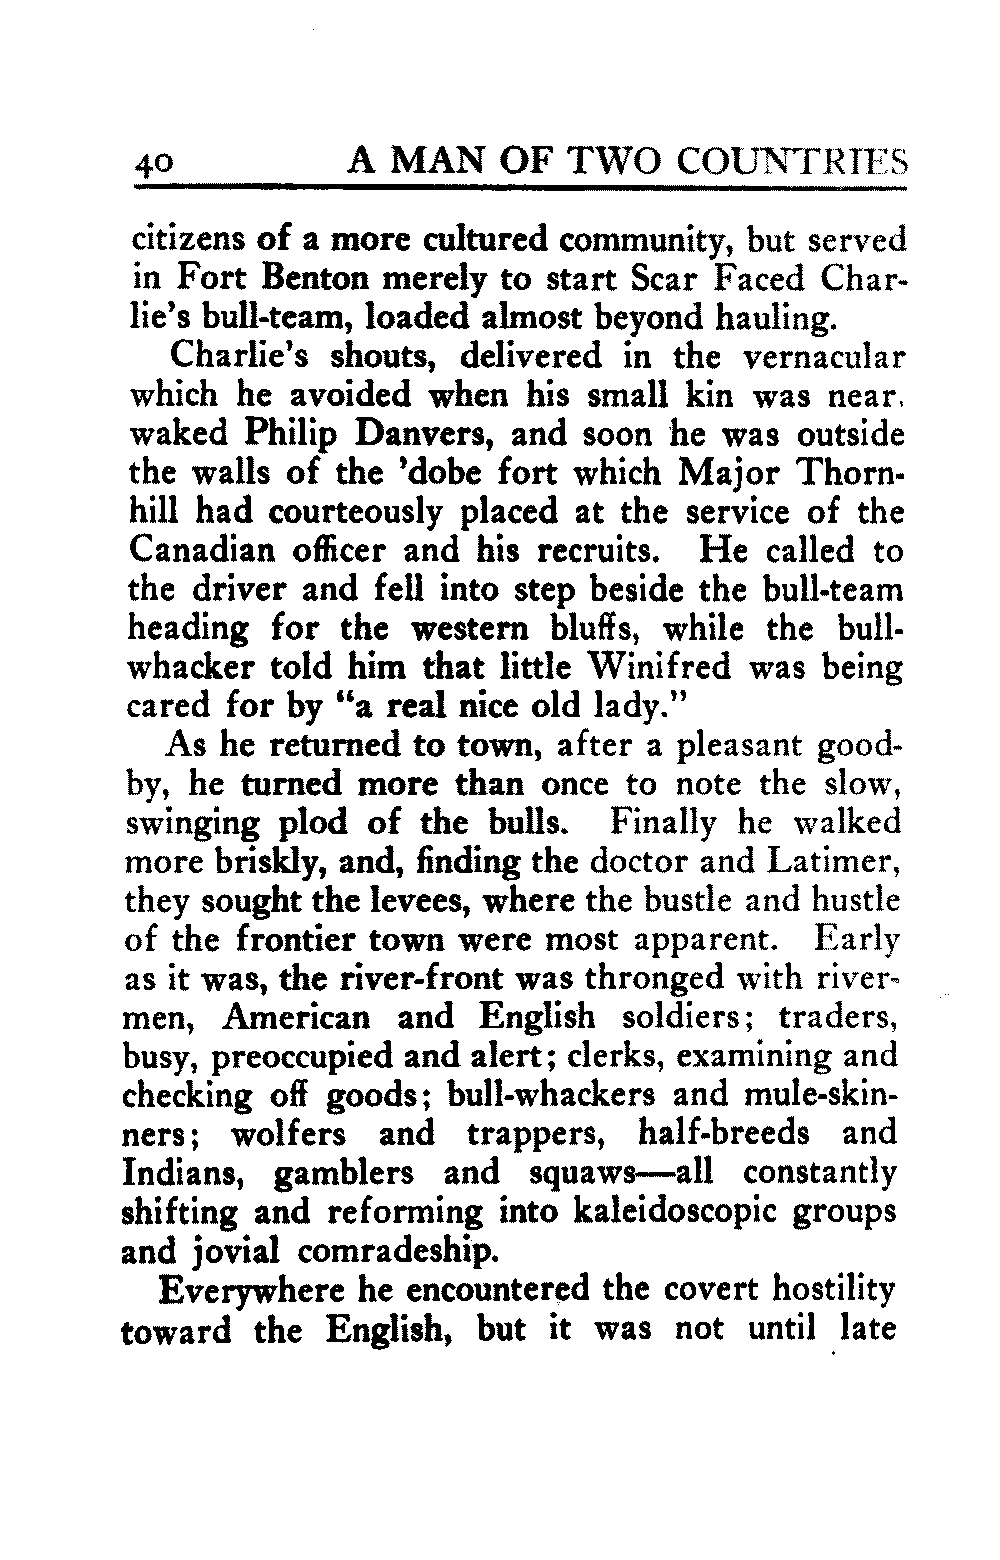 40 A MAN OF TWO COUNTRIES
citizens of a more cultured community, but served
in Fort Benton merely to start Scar Faced Char-
lie's bull-team, loaded almost beyond hauling.
Charlie's shouts, delivered in the vernacular
which he avoided when his small kin was near,
waked Philip Danvers, and soon he was outside
the walls of the 'dobe fort which Major Thorn-
hill had courteously placed at the service of the
Canadian officer and his recruits. He called to
the driver and fell into step beside the bull-team
heading for the western bluffs, while the bull-
whacker told him that little Winifred was being
cared for by "a real nice old lady."
As he returned to town, after a pleasant good-
by, he turned more than once to note the slow,
swinging plod of the bulls. Finally he walked
more briskly, and, finding the doctor and Latimer,
they sought the levees, where the bustle and hustle
of the frontier town were most apparent. Early
as it was, the river-front was thronged with river-
men, American and English soldiers; traders,
busy, preoccupied and alert; clerks, examining and
checking off goods; bull-whackers and mule-skin-
ners; wolfers and trappers, half-breeds and
Indians, gamblers and squaws—all constantly
shifting and reforming into kaleidoscopic groups
and jovial comradeship.
Everywhere he encountered the covert hostility
toward the English, but it was not until late